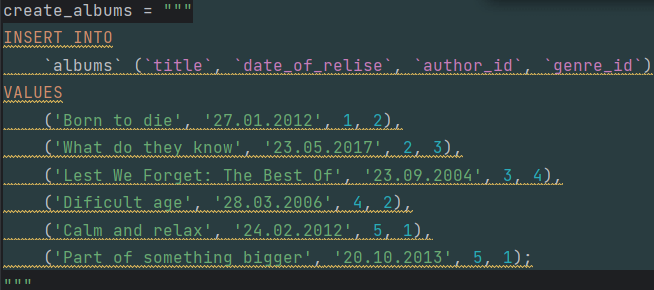 create_albums = """
INSERT INTO
    `albums` (`title`, `date_of_relise`, `author_id`, `genre_id`)
VALUES
    ('Born to die', '27.01.2012', 1, 2),
    ('What do they know', '23.05.2017', 2, 3),
    ('Lest We Forget: The Best Of', '23.09.2004', 3, 4),
    ('Dificult age', '28.03.2006', 4, 2),
    ('Calm and relax', '24.02.2012', 5, 1),
    ('Part of something bigger', '20.10.2013', 5, 1);
"""